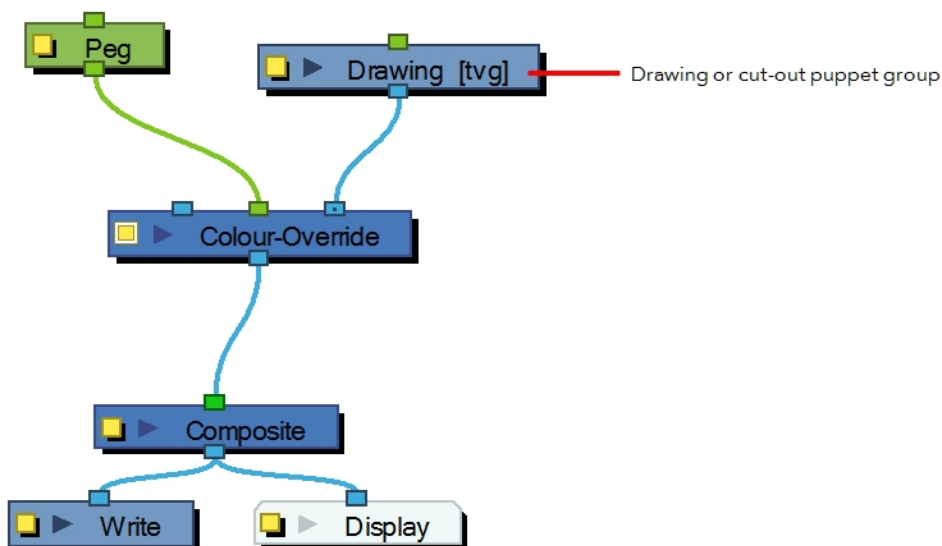 Peg
Drawing [tvg]
Drawing or cut-out puppet group
Colour-Override
Composite
Write
Display